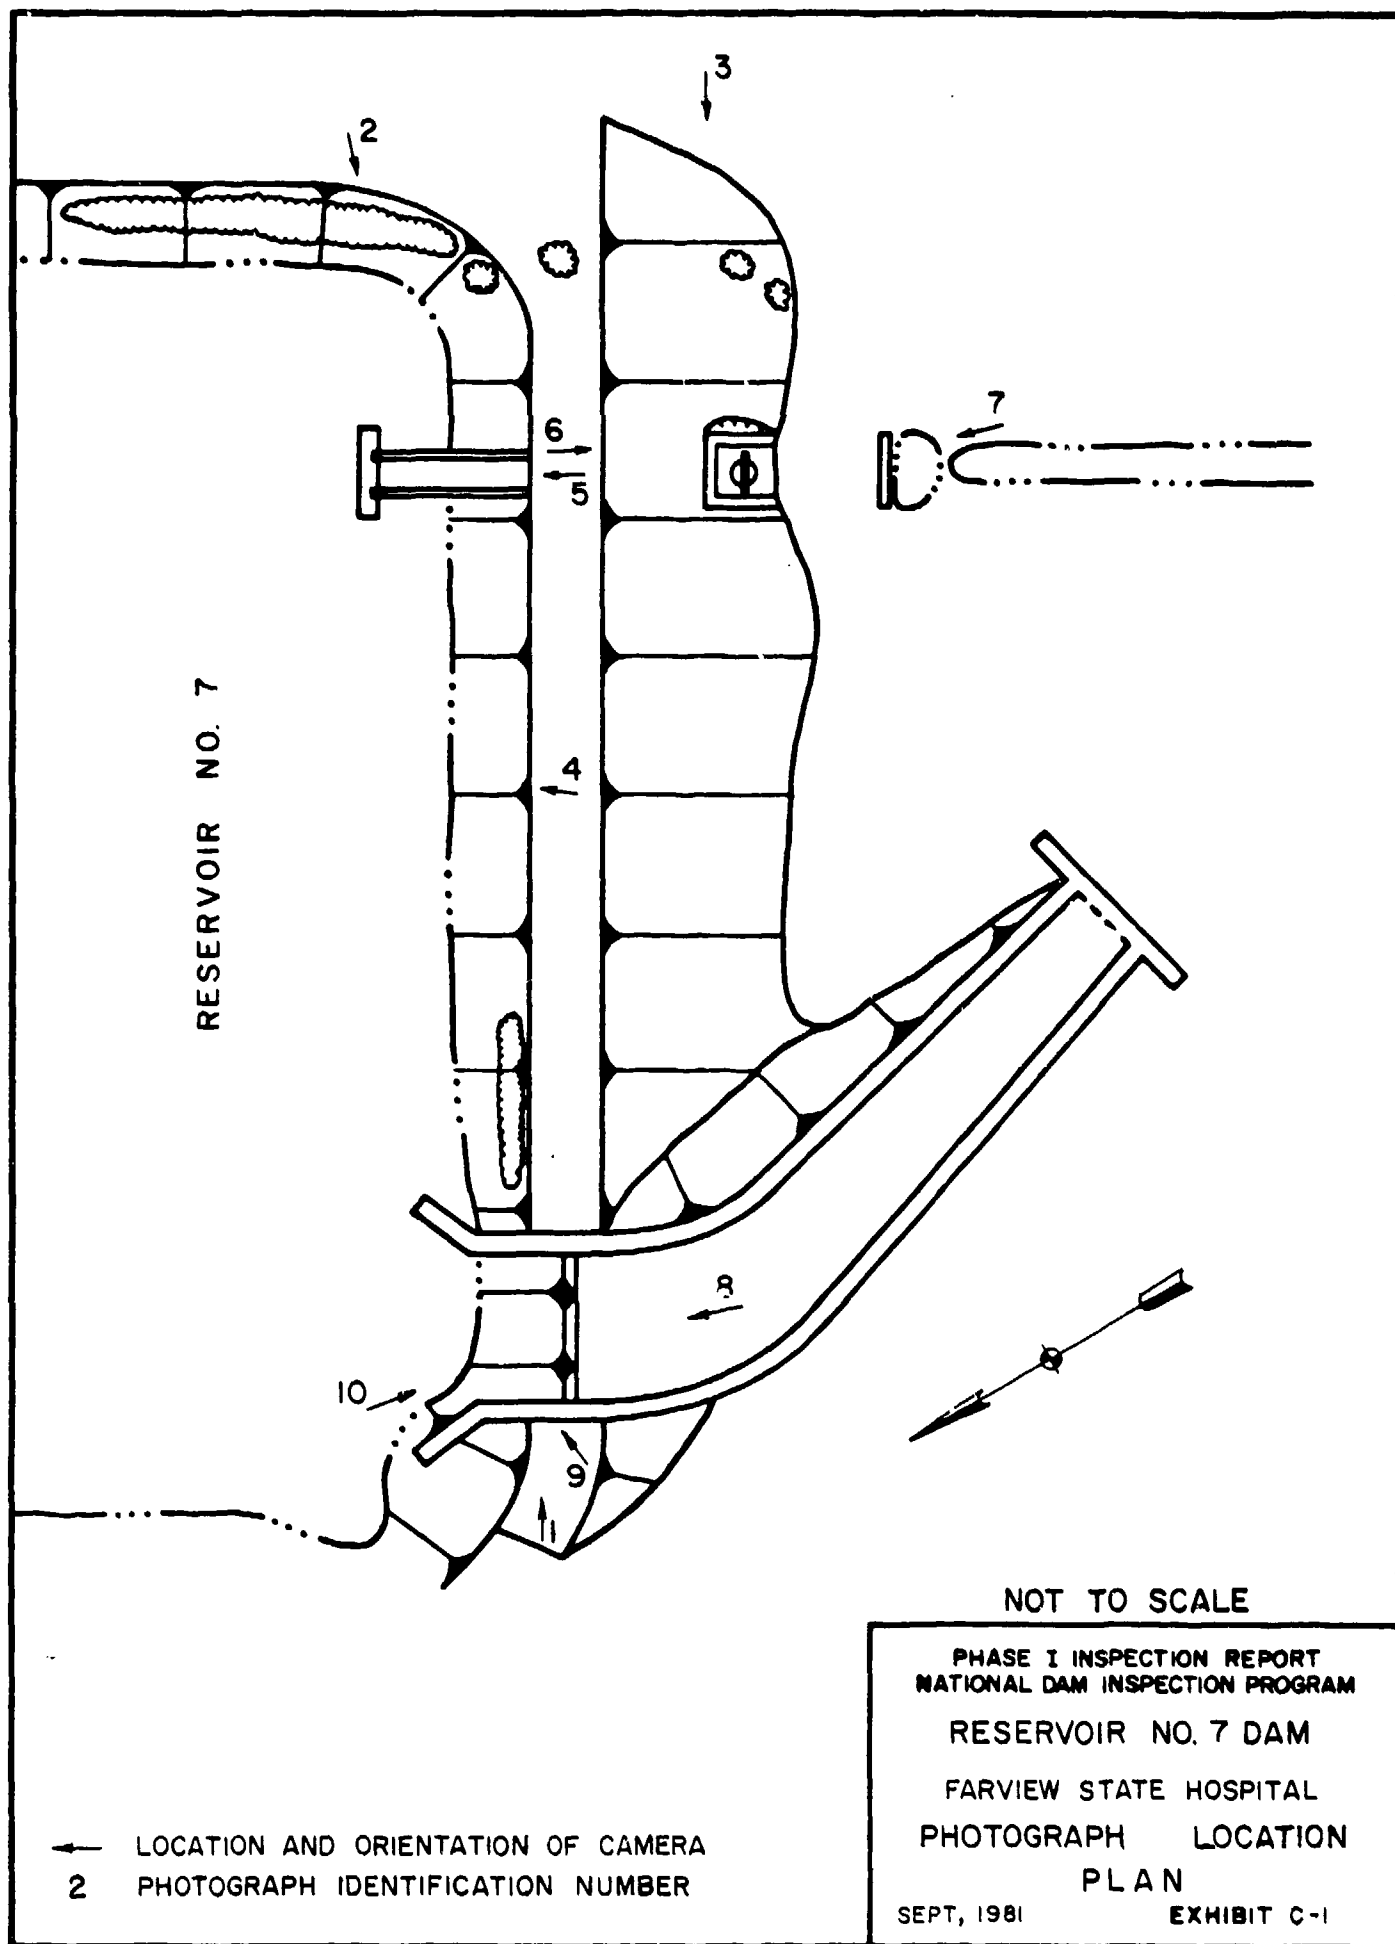 3
2
7
6
5
RESERVOIR NO. 7
4
8
10
9
1
NOT TO SCALE
PHASE I INSPECTION REPORT
NATIONAL DAM INSPECTION PROGRAM
RESERVOIR NO. 7 DAM
FARVIEW STATE HOSPITAL
PHOTOGRAPH LOCATION
PLAN
SEPT, 1981 EXHIBIT C-1
LOCATION AND ORIENTATION OF CAMERA
2 PHOTOGRAPH IDENTIFICATION NUMBER